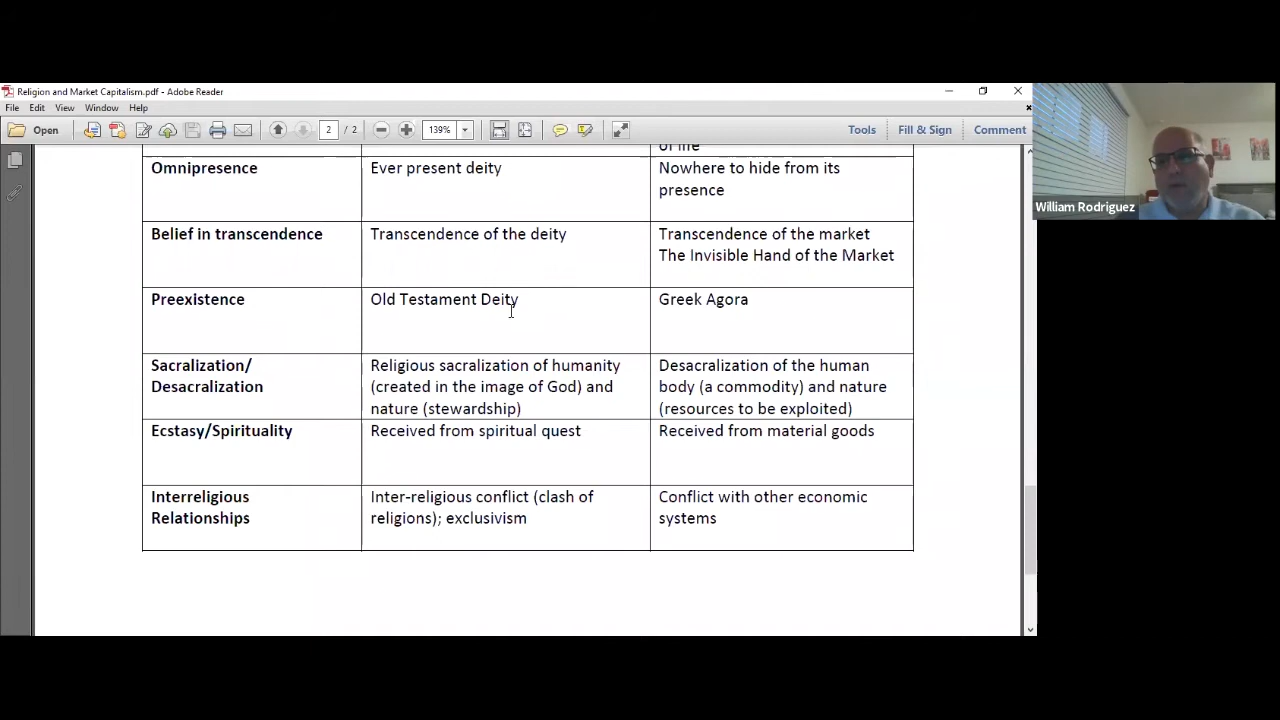 Religion and Market Capitalism.pdf - Adobe Reader
File Edit View Window Help
Open 2 / 2 139% Tools Fill & Sign Comment
of life
Omnipresence Ever present deity Nowhere to hide from its
presence
Belief in transcendence Transcendence of the deity Transcendence of the market
The Invisible Hand of the Market
Preexistence Old Testament Deity Greek Agora
Sacralization/ Religious sacralization of humanity Desacralization of the human
Desacralization (created in the image of God) and body (a commodity) and nature
nature (stewardship) (resources to be exploited)
Ecstasy/Spirituality Received from spiritual quest Received from material goods
Interreligious Inter-religious conflict (clash of Conflict with other economic
Relationships religions); exclusivism systems
William Rodriguez